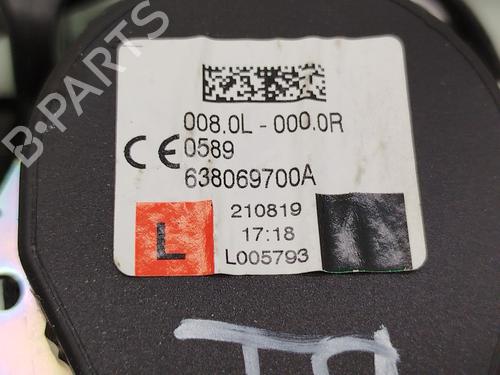 008.0L - 000.0R
CE 0589
638069700A
L
210819
17:18
L005793
B-PARTS